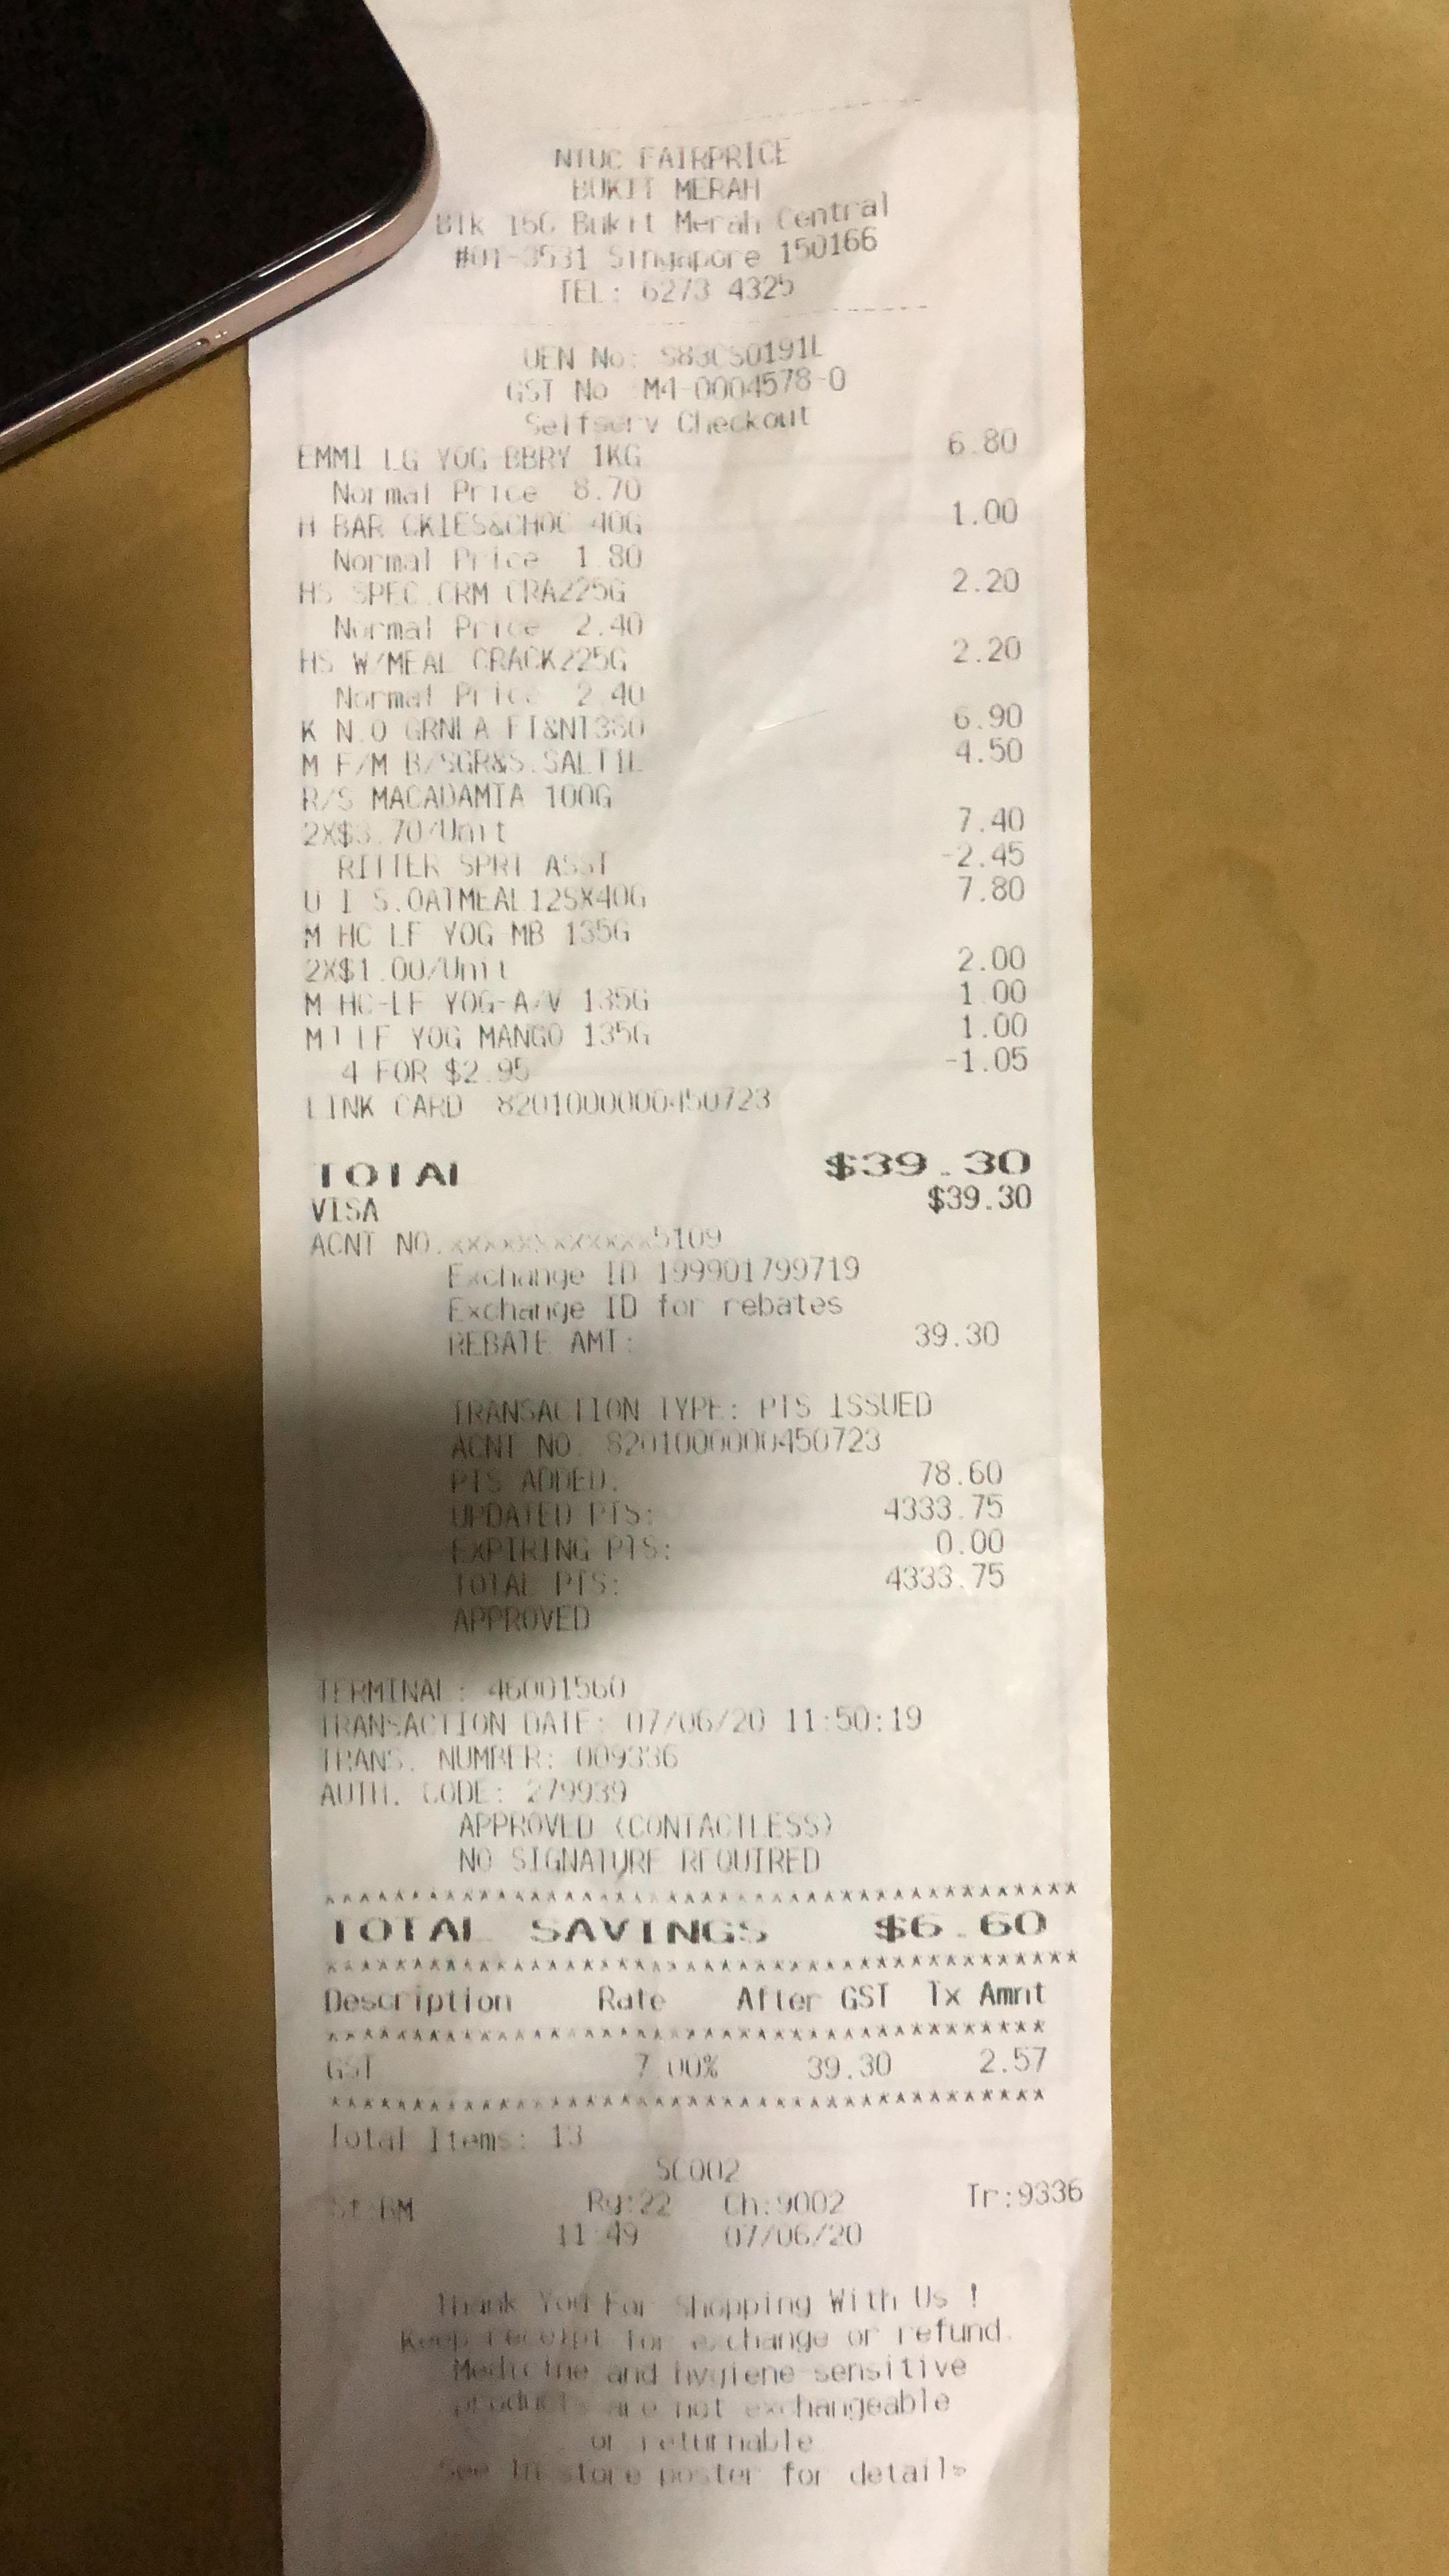 NTUC FAIRPRICE
BUKIT MERAH
Blk 166 Bukit Merah Central
#01-3531 Singapore 150166
TEL: 6273 4325
UEN No: S83CS0191L
GST No M4-0004578-0
Selfserv Checkout
EMMI LG YOG BBRY 1KG 6.80
Normal Price 8.70
H BAR CKIES&CHOC 40G 1.00
Normal Price 1.80
HS SPEC.CRM CRA225G 2.20
Normal Price 2.40
HS W/MEAL CRACK225G 2.20
Normal Price 2.40
K N.O GRNLA FT&NT380 6.90
M F/M B/SGR&S.SALT1L 4.50
R/S MACADAMIA 100G
2X$3.70/Unit 7.40
RITTER SPRT ASST -2.45
U I S.OATMEAL12SX40G 7.80
M HC LF YOG MB 135G
2X$1.00/Unit 2.00
M HC-LF YOG-A/V 135G 1.00
M LF YOG MANGO 135G 1.00
4 FOR $2.95 -1.05
LINK CARD 8201000000450723
TOTAL $39.30
VISA $39.30
ACNT NO.xxxxxxxxxxxx5109
Exchange ID 199901799719
Exchange ID for rebates
REBATE AMT: 39.30
TRANSACTION TYPE: PTS ISSUED
ACNT NO. 8201000000450723
PTS ADDED: 78.60
UPDATED PTS: 4333.75
EXPIRING PTS: 0.00
TOTAL PTS: 4333.75
APPROVED
TERMINAL: 46001560
TRANSACTION DATE: 07/06/20 11:50:19
TRANS. NUMBER: 009336
AUTH. CODE: 279939
APPROVED (CONTACTLESS)
NO SIGNATURE REQUIRED
TOTAL SAVINGS $6.60
Description Rate After GST Tx Amnt
GST 7.00% 39.30 2.57
Total Items: 13
SC002
St:BM Rg:22 Ch:9002 Tr:9336
11:49 07/06/20
Thank You For Shopping With Us !
Keep receipt for exchange or refund.
Medicine and hygiene sensitive
products are not exchangeable
or returnable
See in store poster for details